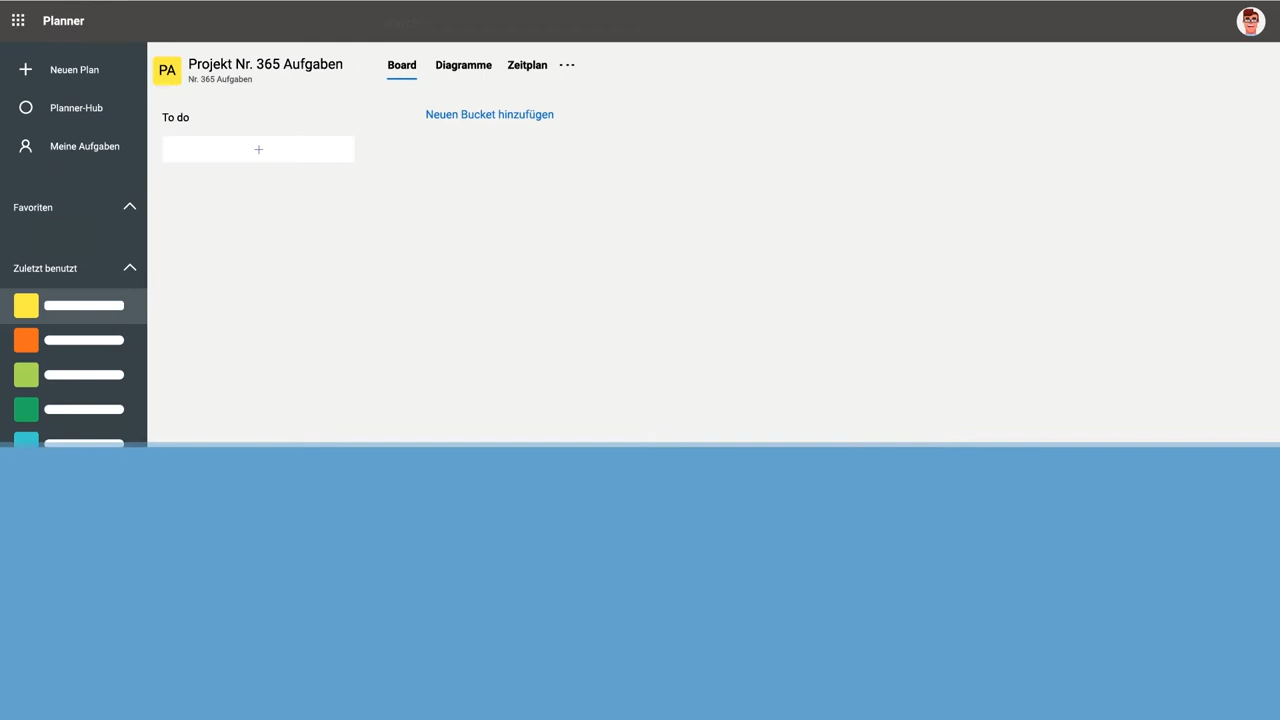 Planner
Neuen Plan
Planner-Hub
Meine Aufgaben
Favoriten
Zuletzt benutzt
PA
Projekt Nr. 365 Aufgaben
Nr. 365 Aufgaben
Board Diagramme Zeitplan
To do
Neuen Bucket hinzufügen